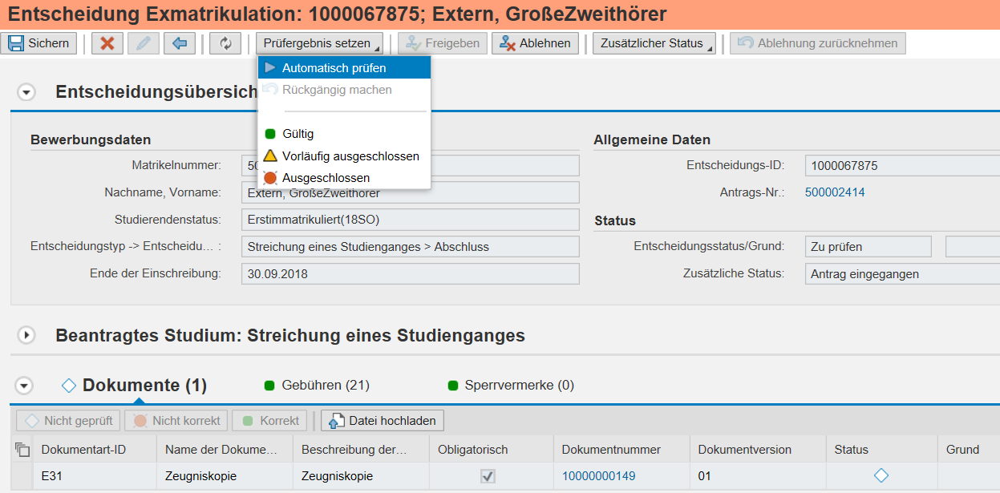 Entscheidung Exmatrikulation: 1000067875; Extern, GroßeZweithörer
Sichern Prüfergebnis setzen Freigeben Ablehnen Zusätzlicher Status Ablehnung zurücknehmen
Automatisch prüfen
Rückgängig machen
Gültig
Vorläufig ausgeschlossen
Ausgeschlossen
Entscheidungsübersich
Bewerbungsdaten
Matrikelnummer: 50
Nachname, Vorname: Extern, GroßeZweithörer
Studierendenstatus: Erstimmatrikuliert(18SO)
Entscheidungstyp -> Entscheidu... : Streichung eines Studienganges > Abschluss
Ende der Einschreibung: 30.09.2018
Allgemeine Daten
Entscheidungs-ID: 1000067875
Antrags-Nr.: 500002414
Status
Entscheidungsstatus/Grund: Zu prüfen
Zusätzliche Status: Antrag eingegangen
Beantragtes Studium: Streichung eines Studienganges
Dokumente (1) Gebühren (21) Sperrvermerke (0)
Nicht geprüft Nicht korrekt Korrekt Datei hochladen
Dokumentart-ID Name der Dokume... Beschreibung der... Obligatorisch Dokumentnummer Dokumentversion Status Grund
E31 Zeugniskopie Zeugniskopie 10000000149 01